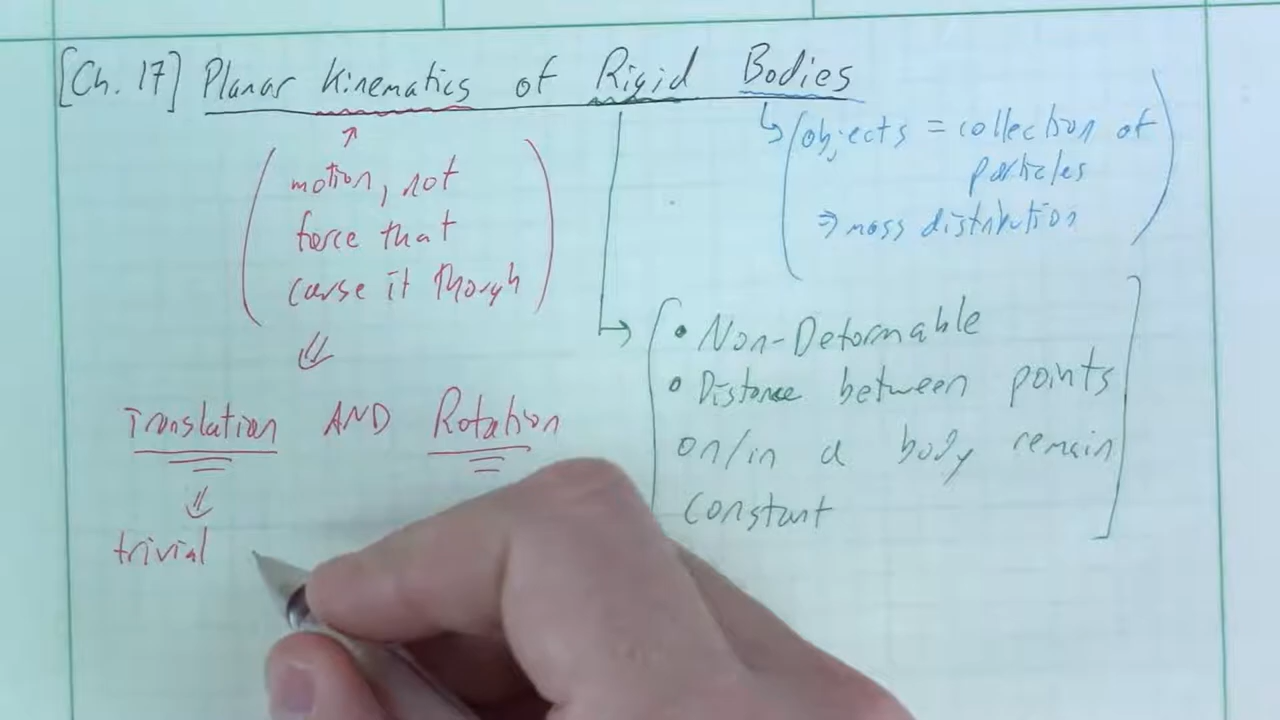 [Ch. 17] Planar Kinematics of Rigid Bodies
(objects = collection of
particles
⇒ mass distribution)
(motion, not
force that
cause it though)
• Non-Deformable
• Distance between points
on/in a body remain
constant
Translation AND Rotation
trivial